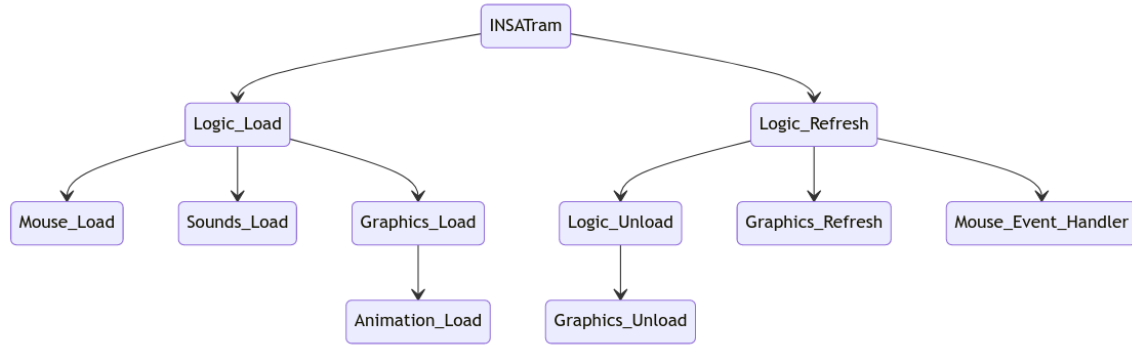 INSATram
Logic_Load
Logic_Refresh
Mouse_Load
Sounds_Load
Graphics_Load
Logic_Unload
Graphics_Refresh
Mouse_Event_Handler
Animation_Load
Graphics_Unload